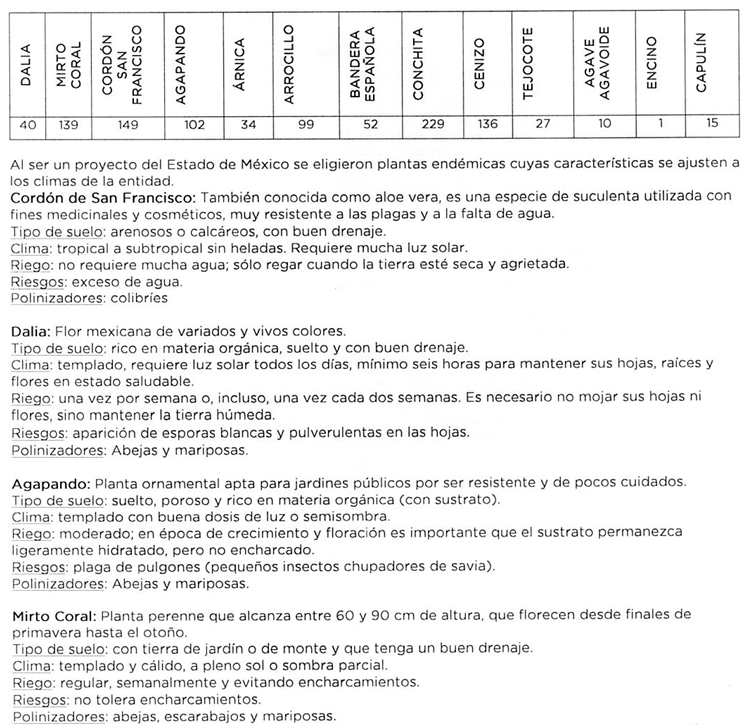 DALIA
MIRTO CORAL
CORDÓN SAN FRANCISCO
AGAPANDO
ÁRNICA
ARROCILLO
BANDERA ESPAÑOLA
CONCHITA
CENIZO
TEJOCOTE
AGAVE AGAVOIDE
ENCINO
CAPULÍN
40 139 149 102 34 99 52 229 136 27 10 1 15
Al ser un proyecto del Estado de México se eligieron plantas endémicas cuyas características se ajusten a
los climas de la entidad.
Cordón de San Francisco: También conocida como aloe vera, es una especie de suculenta utilizada con
fines medicinales y cosméticos, muy resistente a las plagas y a la falta de agua.
Tipo de suelo: arenosos o calcáreos, con buen drenaje.
Clima: tropical a subtropical sin heladas. Requiere mucha luz solar.
Riego: no requiere mucha agua; sólo regar cuando la tierra esté seca y agrietada.
Riesgos: exceso de agua.
Polinizadores: colibríes
Dalia: Flor mexicana de variados y vivos colores.
Tipo de suelo: rico en materia orgánica, suelto y con buen drenaje.
Clima: templado, requiere luz solar todos los días, mínimo seis horas para mantener sus hojas, raíces y
flores en estado saludable.
Riego: una vez por semana o, incluso, una vez cada dos semanas. Es necesario no mojar sus hojas ni
flores, sino mantener la tierra húmeda.
Riesgos: aparición de esporas blancas y pulverulentas en las hojas.
Polinizadores: Abejas y mariposas.
Agapando: Planta ornamental apta para jardines públicos por ser resistente y de pocos cuidados.
Tipo de suelo: suelto, poroso y rico en materia orgánica (con sustrato).
Clima: templado con buena dosis de luz o semisombra.
Riego: moderado; en época de crecimiento y floración es importante que el sustrato permanezca
ligeramente hidratado, pero no encharcado.
Riesgos: plaga de pulgones (pequeños insectos chupadores de savia).
Polinizadores: Abejas y mariposas.
Mirto Coral: Planta perenne que alcanza entre 60 y 90 cm de altura, que florecen desde finales de
primavera hasta el otoño.
Tipo de suelo: con tierra de jardín o de monte y que tenga un buen drenaje.
Clima: templado y cálido, a pleno sol o sombra parcial.
Riego: regular, semanalmente y evitando encharcamientos.
Riesgos: no tolera encharcamientos.
Polinizadores: abejas, escarabajos y mariposas.